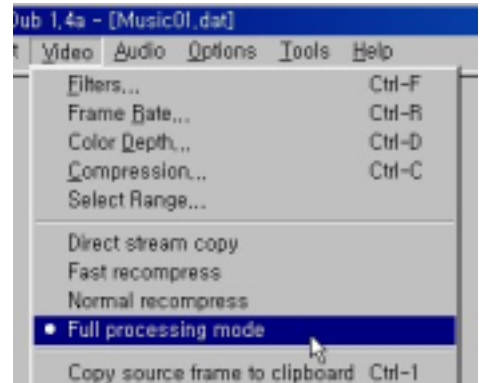 Dub 1,4a - [Music01,dat]
Video Audio Options Tools Help
Filters... Ctrl-F
Frame Rate... Ctrl-R
Color Depth... Ctrl-D
Compression... Ctrl-C
Select Range...
Direct stream copy
Fast recompress
Normal recompress
Full processing mode
Copy source frame to clipboard Ctrl-1